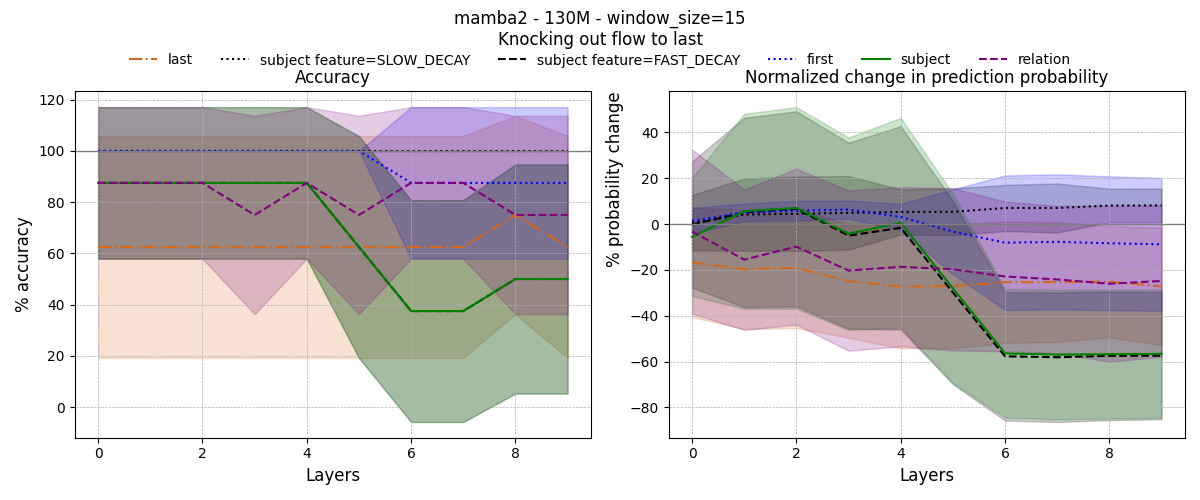 mamba2 - 130M - window_size=15
Knocking out flow to last
last
subject feature=SLOW_DECAY
subject feature=FAST_DECAY
first
subject
relation
Accuracy
% accuracy
120
100
80
60
40
20
0
0 2 4 6 8
Layers
Normalized change in prediction probability
% probability change
40
20
0
−20
−40
−60
−80
0 2 4 6 8
Layers